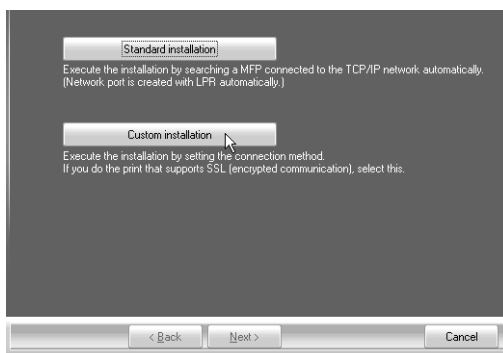 Standard installation
Execute the installation by searching a MFP connected to the TCP/IP network automatically.
(Network port is created with LPR automatically.)
Custom installation
Execute the installation by setting the connection method.
If you do the print that supports SSL (encrypted communication), select this.
< Back Next > Cancel